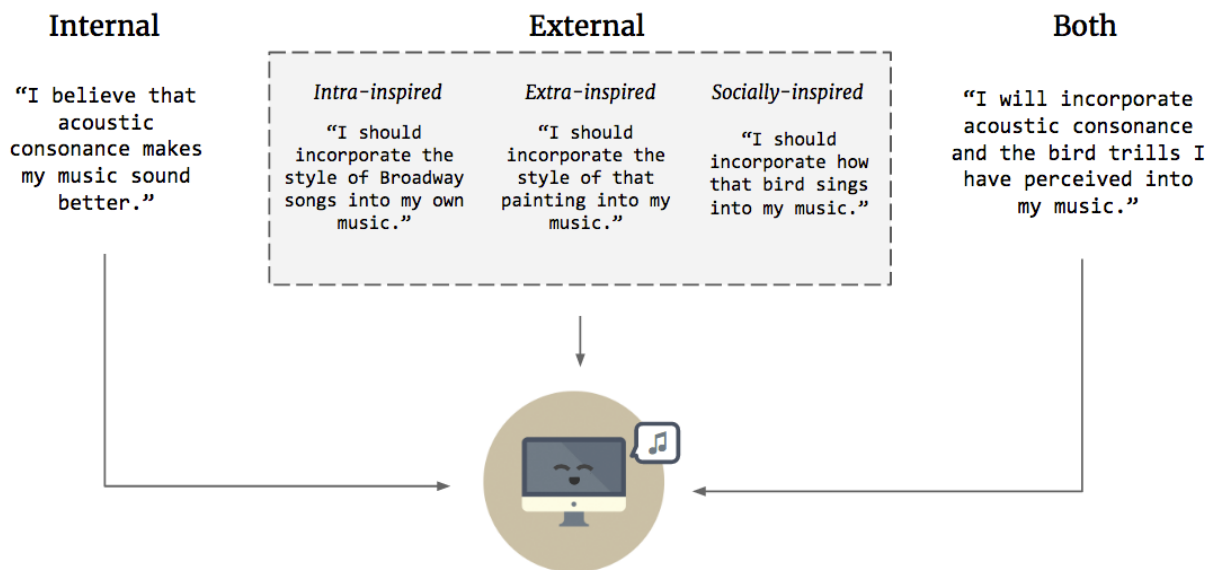 Internal
“I believe that
acoustic
consonance makes
my music sound
better.”
External
Intra-inspired
“I should
incorporate the
style of Broadway
songs into my own
music.”
Extra-inspired
“I should
incorporate the
style of that
painting into my
music.”
Socially-inspired
“I should
incorporate how
that bird sings
into my music.”
Both
“I will incorporate
acoustic consonance
and the bird trills I
have perceived into
my music.”